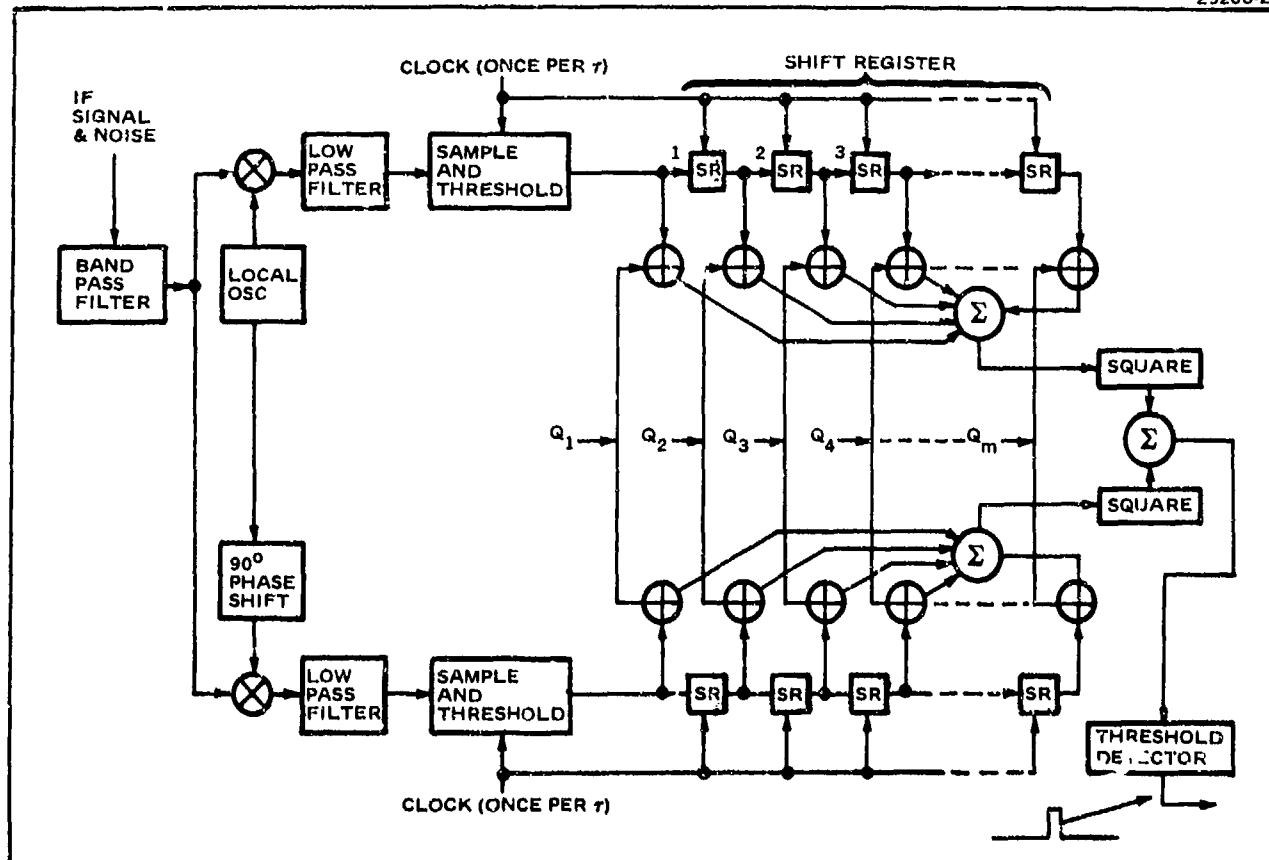 CLOCK (ONCE PER τ)
SHIFT REGISTER
IF
SIGNAL
& NOISE
LOW
PASS
FILTER
SAMPLE
AND
THRESHOLD
1
SR
2
SR
3
SR
SR
BAND
PASS
FILTER
LOCAL
OSC
Σ
SQUARE
Q1
Q2
Q3
Q4
Qm
Σ
SQUARE
90°
PHASE
SHIFT
Σ
LOW
PASS
FILTER
SAMPLE
AND
THRESHOLD
SR
SR
SR
SR
THRESHOLD
CLOCK (ONCE PER τ)